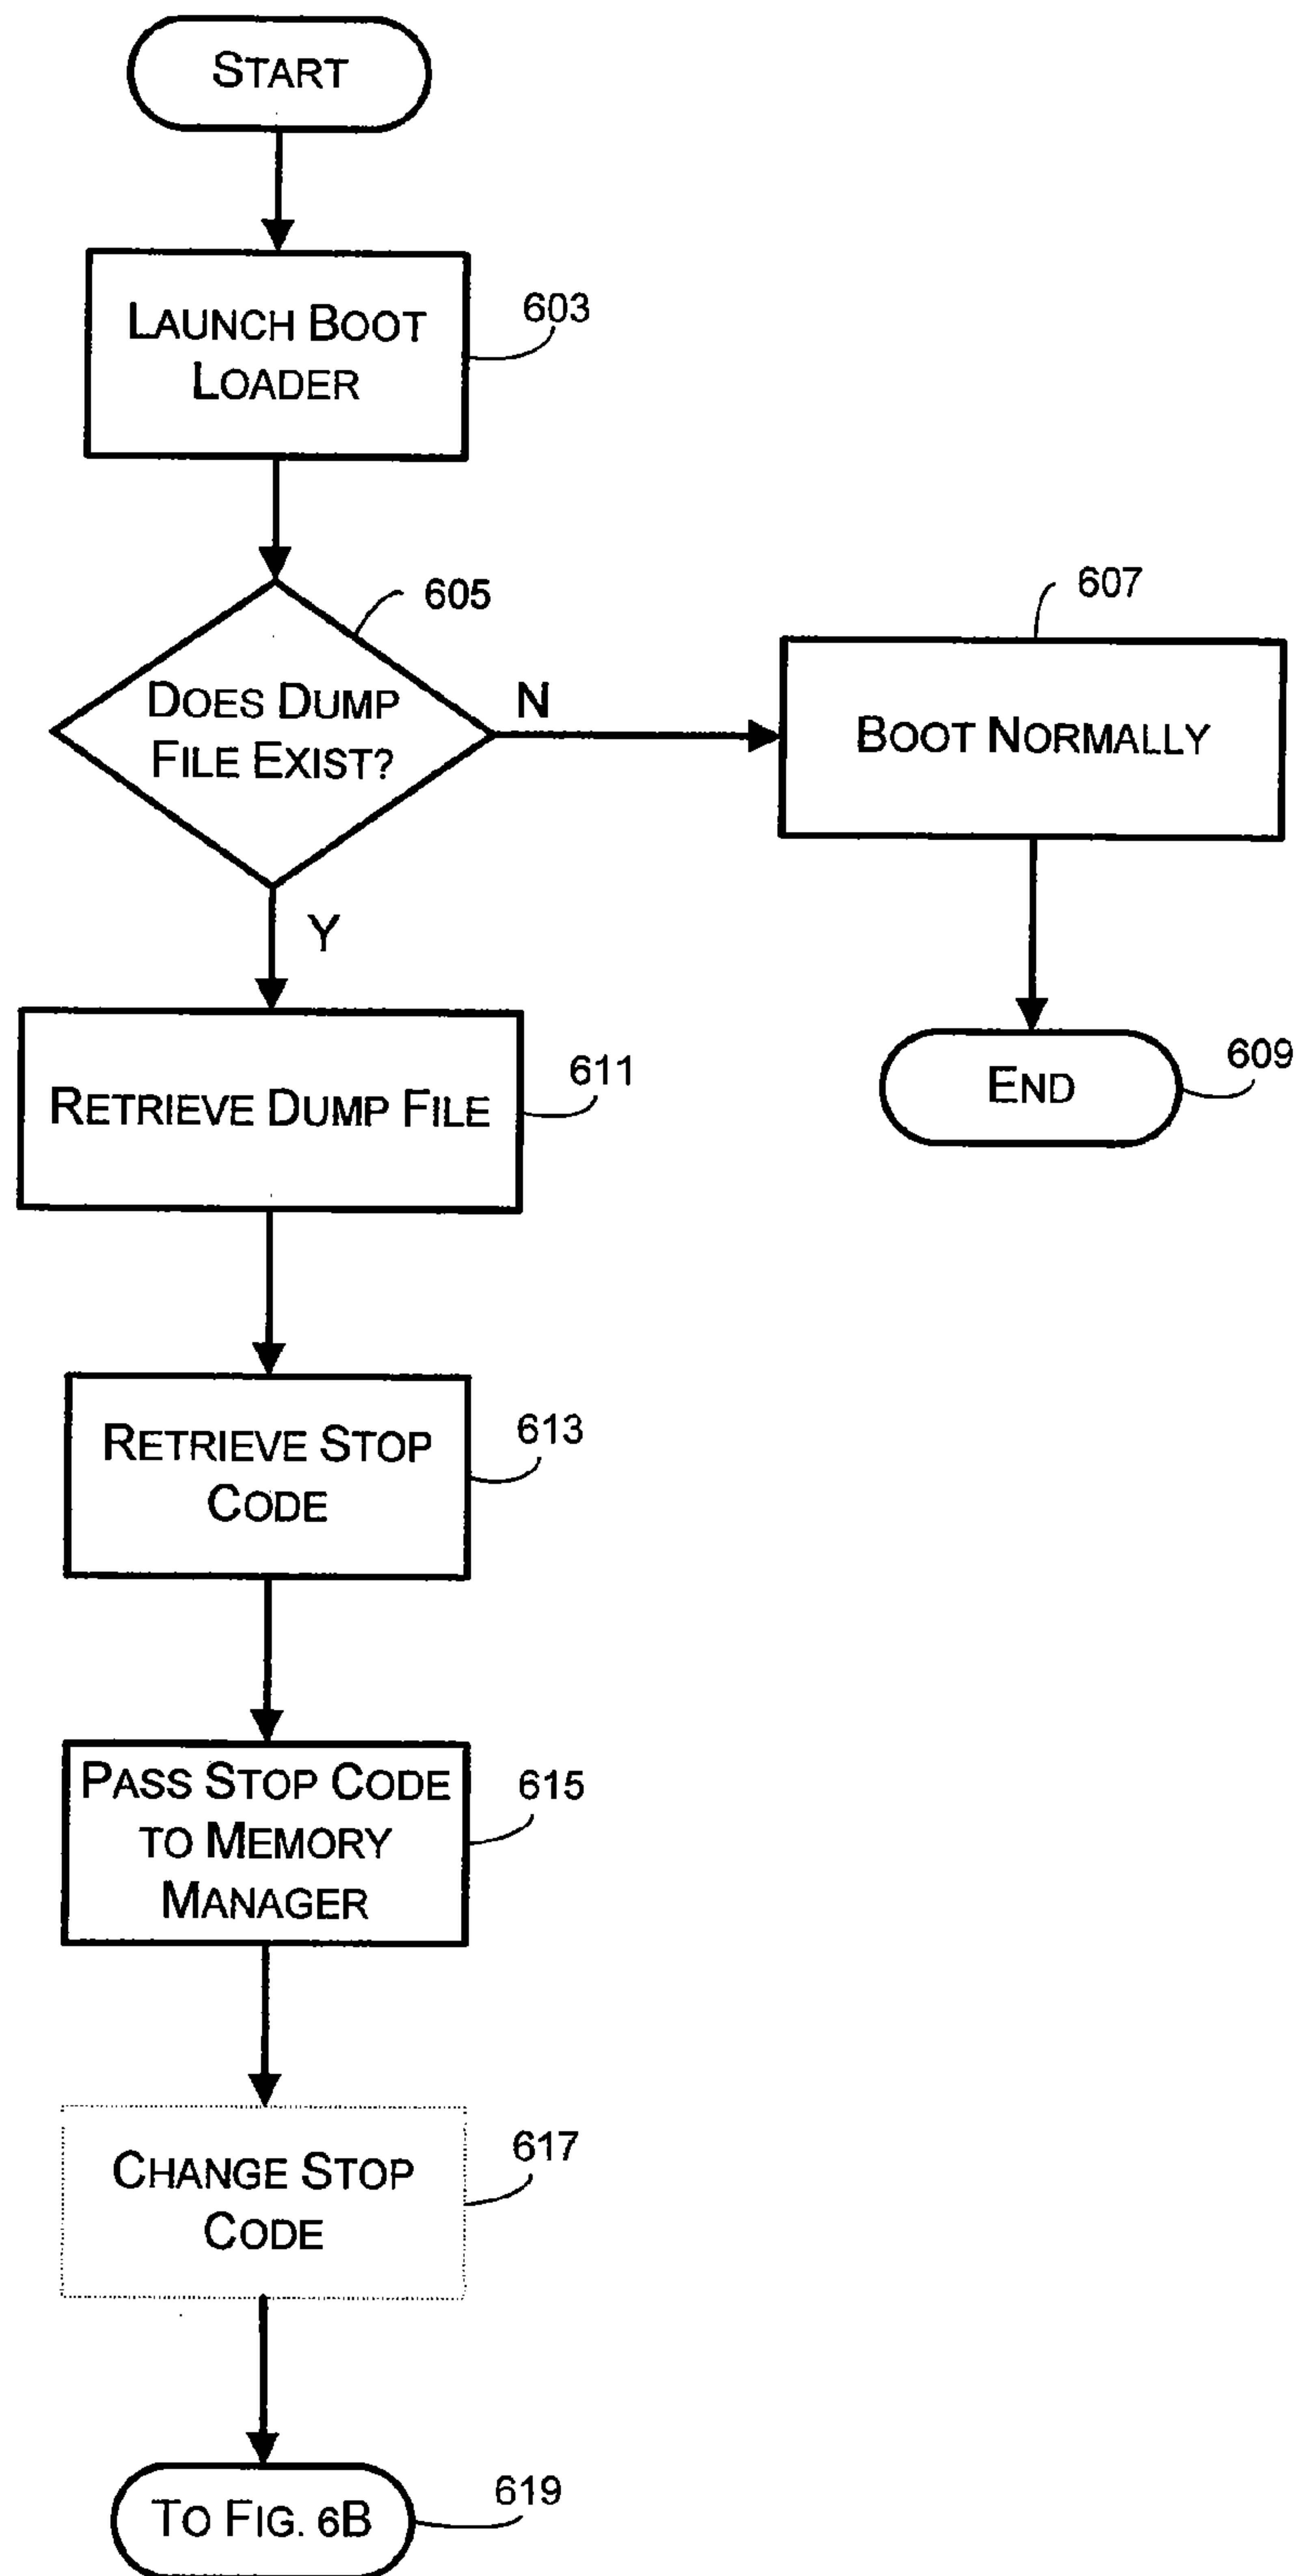 START
LAUNCH BOOT
LOADER
603
605
DOES DUMP
FILE EXIST?
N
607
BOOT NORMALLY
Y
END
609
RETRIEVE DUMP FILE
611
RETRIEVE STOP
CODE
613
PASS STOP CODE
TO MEMORY
MANAGER
615
CHANGE STOP
CODE
617
TO FIG. 6B
619